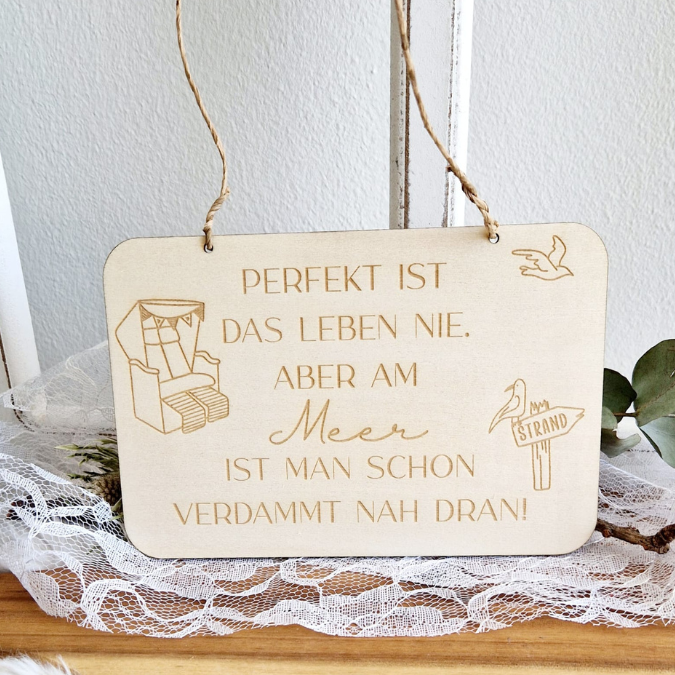 PERFEKT IST
DAS LEBEN NIE.
ABER AM
Meer
IST MAN SCHON
VERDAMMT NAH DRAN!
STRAND